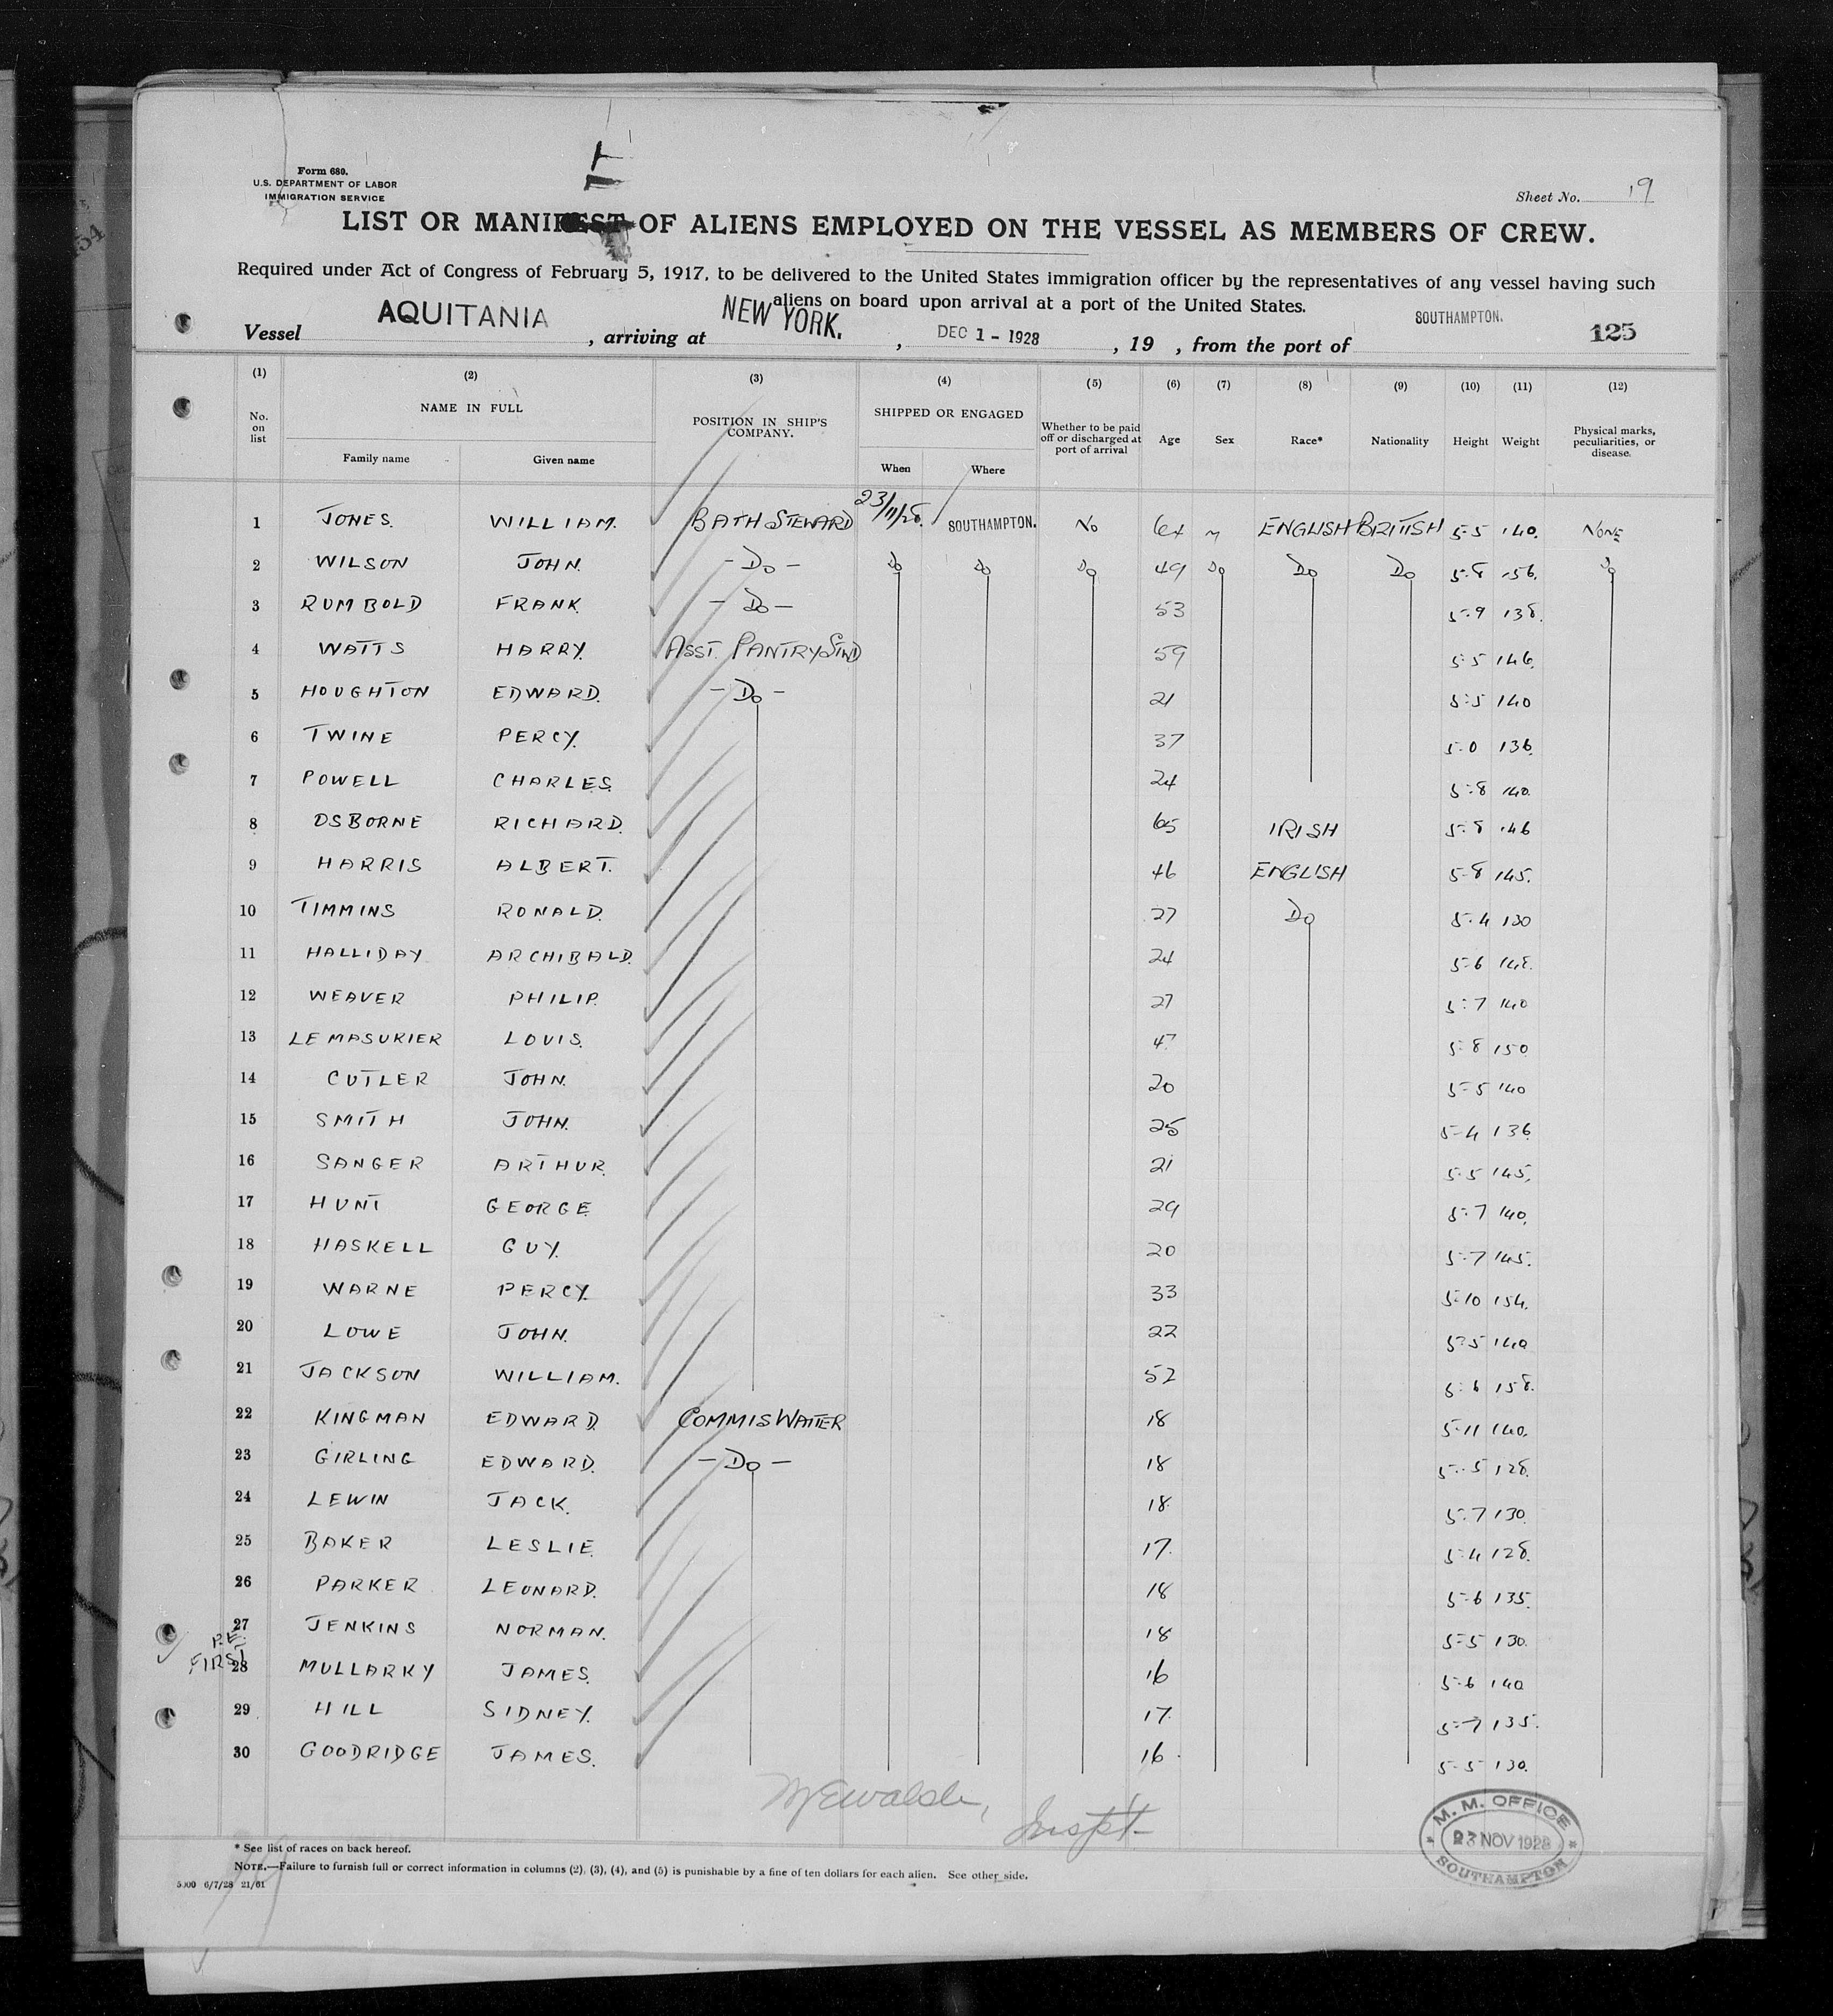 Form 680.
U.S. DEPARTMENT OF LABOR
IMMIGRATION SERVICE
Sheet No. 19
LIST OR MANIFEST OF ALIENS EMPLOYED ON THE VESSEL AS MEMBERS OF CREW.
Required under Act of Congress of February 5, 1917, to be delivered to the United States immigration officer by the representatives of any vessel having such
aliens on board upon arrival at a port of the United States.
Vessel AQUITANIA, arriving at NEW YORK., DEC 1 - 1928, 19 , from the port of SOUTHAMPTON. 125
(1) (2) (3) (4) (5) (6) (7) (8) (9) (10) (11) (12)
No. on list NAME IN FULL Family name Given name POSITION IN SHIP'S COMPANY. SHIPPED OR ENGAGED When Where Whether to be paid off or discharged at port of arrival Age Sex Race* Nationality Height Weight Physical marks, peculiarities, or disease.
1 JONES. WILLIAM. BATH STEWARD 23/11/28. SOUTHAMPTON. No 64 M ENGLISH BRITISH 5-5 140. NONE
2 WILSON JOHN. - Do - Do Do Do 49 Do Do Do 5-8 156. Do
3 RUMBOLD FRANK. - Do - 53 5-9 138.
4 WATTS HARRY. ASST. PANTRY STWD 59 5-5 146.
5 HOUGHTON EDWARD. - Do - 21 5-5 140
6 TWINE PERCY. 37 5-0 136.
7 POWELL CHARLES. 24 5-8 140.
8 OSBORNE RICHARD. 65 IRISH 5-8 146
9 HARRIS ALBERT. 46 ENGLISH 5-8 145.
10 TIMMINS RONALD. 27 Do 5-4 130
11 HALLIDAY ARCHIBALD. 24 5-6 148.
12 WEAVER PHILIP. 27 5-7 140
13 LE MASURIER LOUIS. 47 5-8 150
14 CUTLER JOHN. 20 5-5 140
15 SMITH JOHN. 25 5-4 136.
16 SANGER ARTHUR. 21 5-5 145.
17 HUNT GEORGE. 29 5-7 140.
18 HASKELL GUY. 20 5-7 145.
19 WARNE PERCY. 33 5-10 154.
20 LOWE JOHN. 22 5-5 140
21 JACKSON WILLIAM. 52 5-6 158.
22 KINGMAN EDWARD. COMMIS WAITER 18 5-11 140.
23 GIRLING EDWARD. - Do - 18 5-5 128.
24 LEWIN JACK. 18. 5-7 130.
25 BAKER LESLIE. 17. 5-4 128.
26 PARKER LEONARD. 18 5-6 135.
27 JENKINS NORMAN. 18 5-5 130.
FIRST
28 MULLARKY JAMES. 16 5-6 140
29 HILL SIDNEY. 17. 5-7 135.
30 GOODRIDGE JAMES. 16. 5-5 130.
Inspt
M. M. OFFICE
23 NOV 1928
SOUTHAMPTON
* See list of races on back hereof.
NOTE.—Failure to furnish full or correct information in columns (2), (3), (4), and (5) is punishable by a fine of ten dollars for each alien. See other side.
5000 6/7/28 21/61